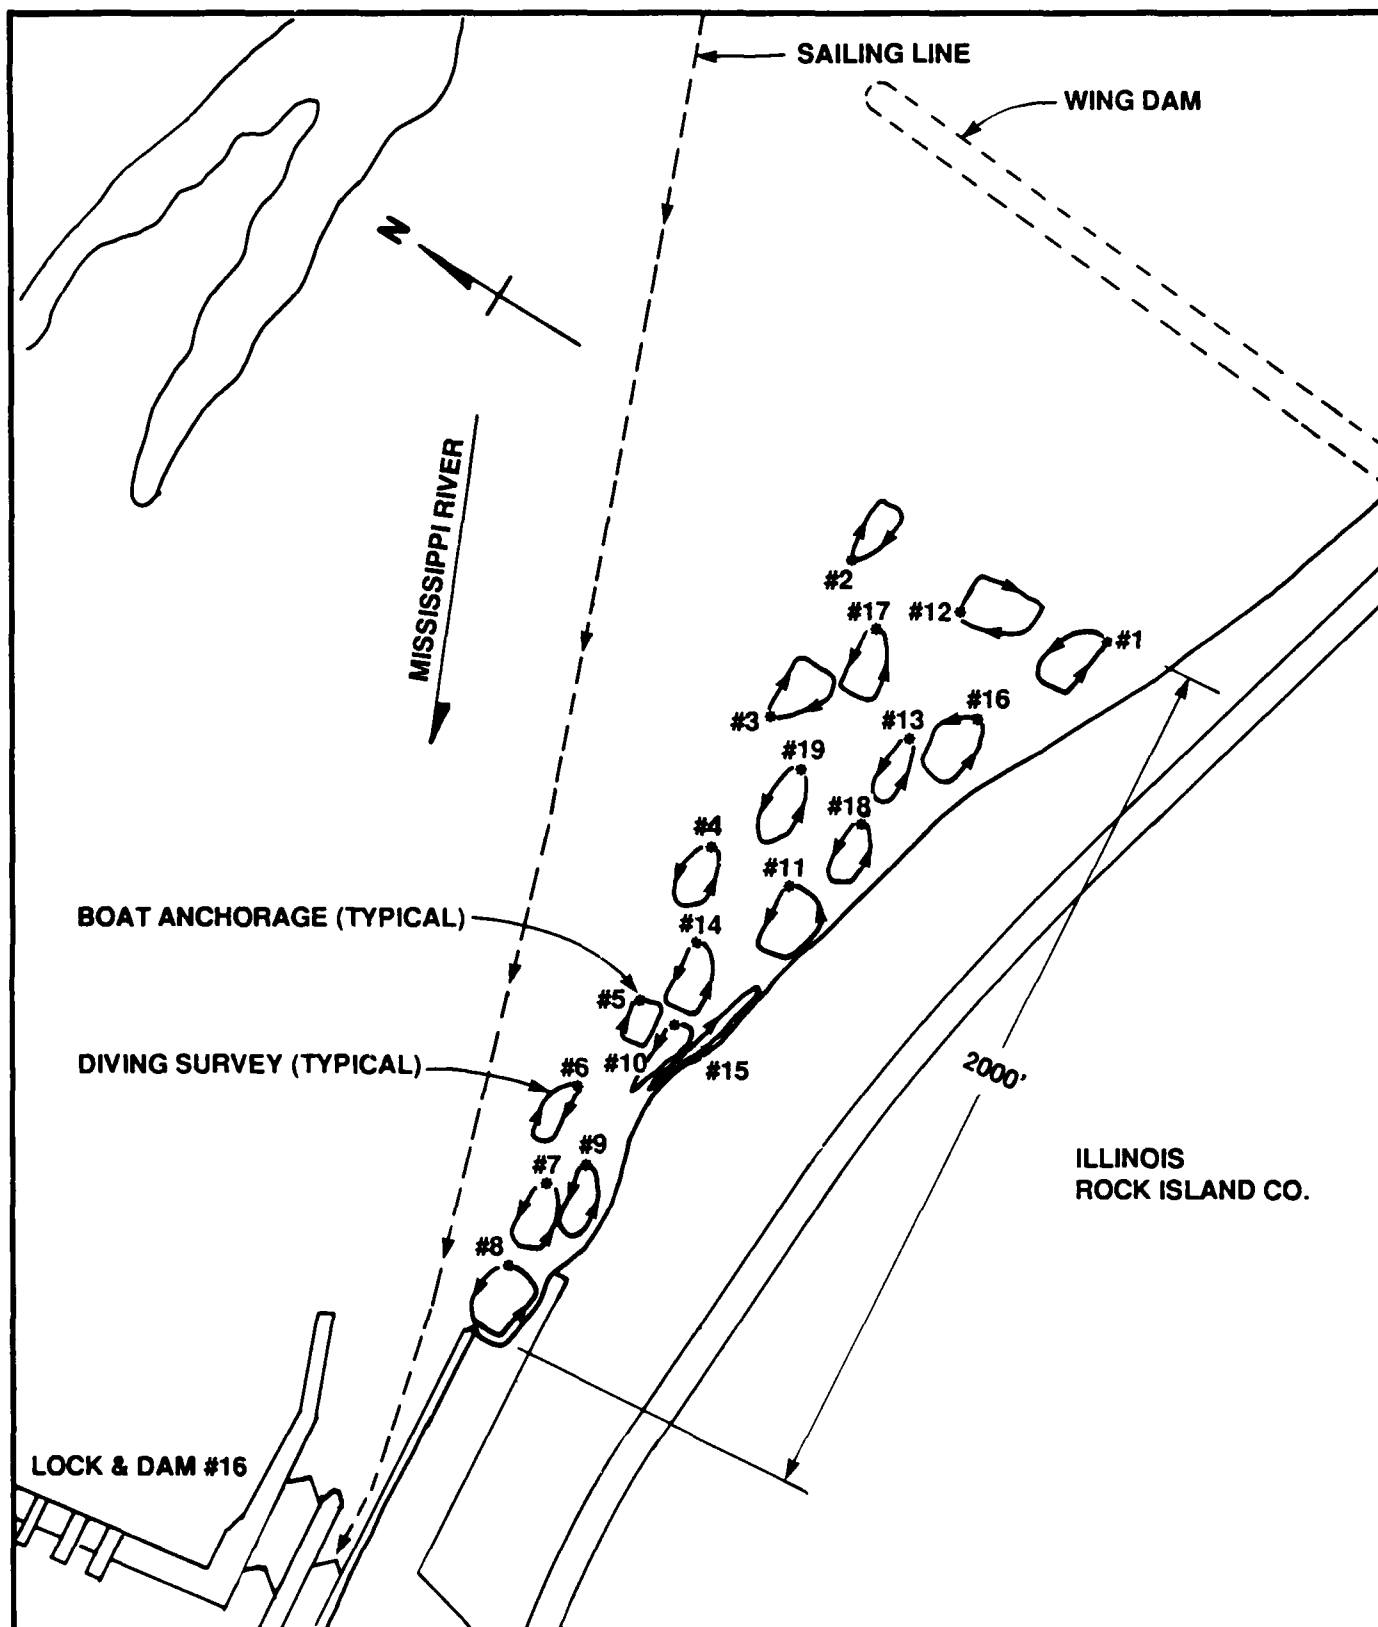 SAILING LINE
WING DAM
N
MISSISSIPPI RIVER
#2
#17
#12
#1
#3
#16
#13
#19
#18
#4
#11
BOAT ANCHORAGE (TYPICAL)
#14
#5
DIVING SURVEY (TYPICAL)
#10
#6
#15
2000'
#9
#7
ILLINOIS
ROCK ISLAND CO.
#8
LOCK & DAM #16